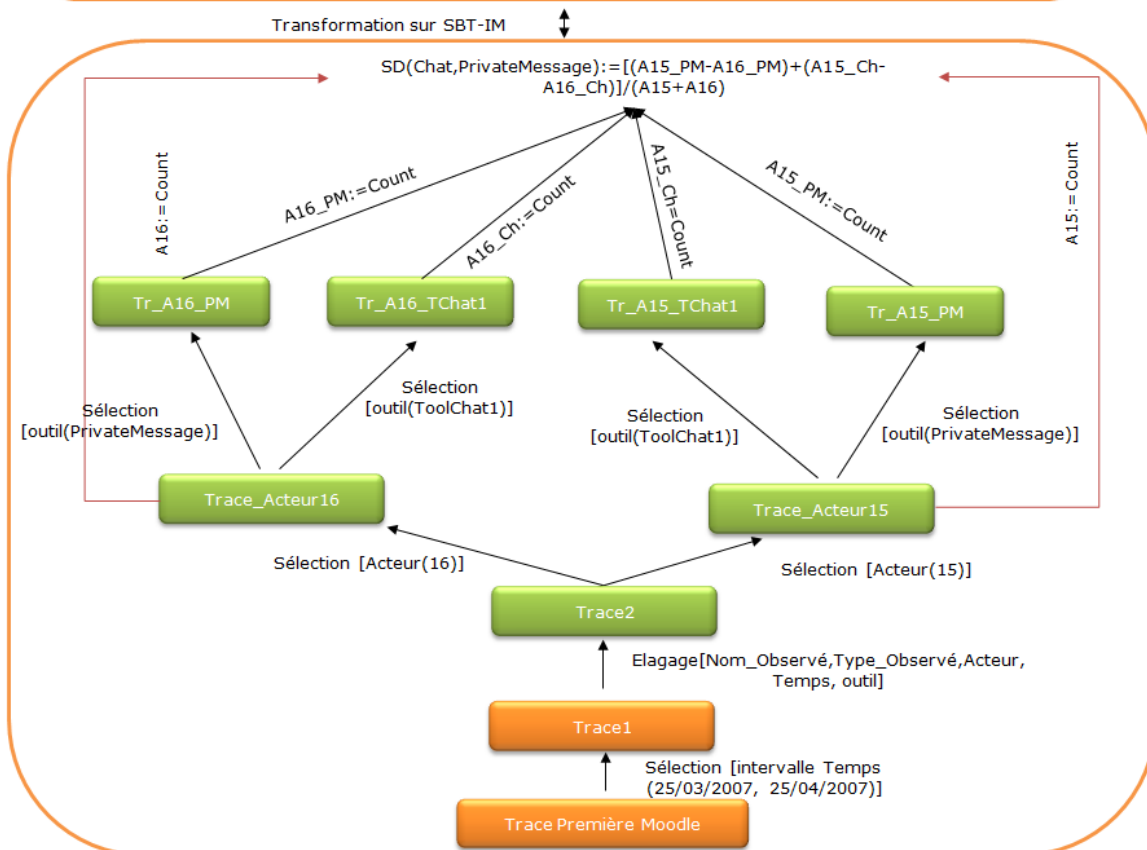 Transformation sur SBT-IM
SD(Chat,PrivateMessage):=[(A15_PM-A16_PM)+(A15_Ch-
A16_Ch)]/(A15+A16)
A16:=Count
A16_PM:=Count
A16_Ch:=Count
A15_Ch=Count
A15_PM:=Count
A15:=Count
Tr_A16_PM
Tr_A16_TChat1
Tr_A15_TChat1
Tr_A15_PM
Sélection
[outil(PrivateMessage)]
Sélection
[outil(ToolChat1)]
Sélection
[outil(ToolChat1)]
Sélection
[outil(PrivateMessage)]
Trace_Acteur16
Trace_Acteur15
Sélection [Acteur(16)]
Sélection [Acteur(15)]
Trace2
Elagage[Nom_Observé,Type_Observé,Acteur,
Temps, outil]
Trace1
Sélection [intervalle Temps
(25/03/2007, 25/04/2007)]
Trace Première Moodle